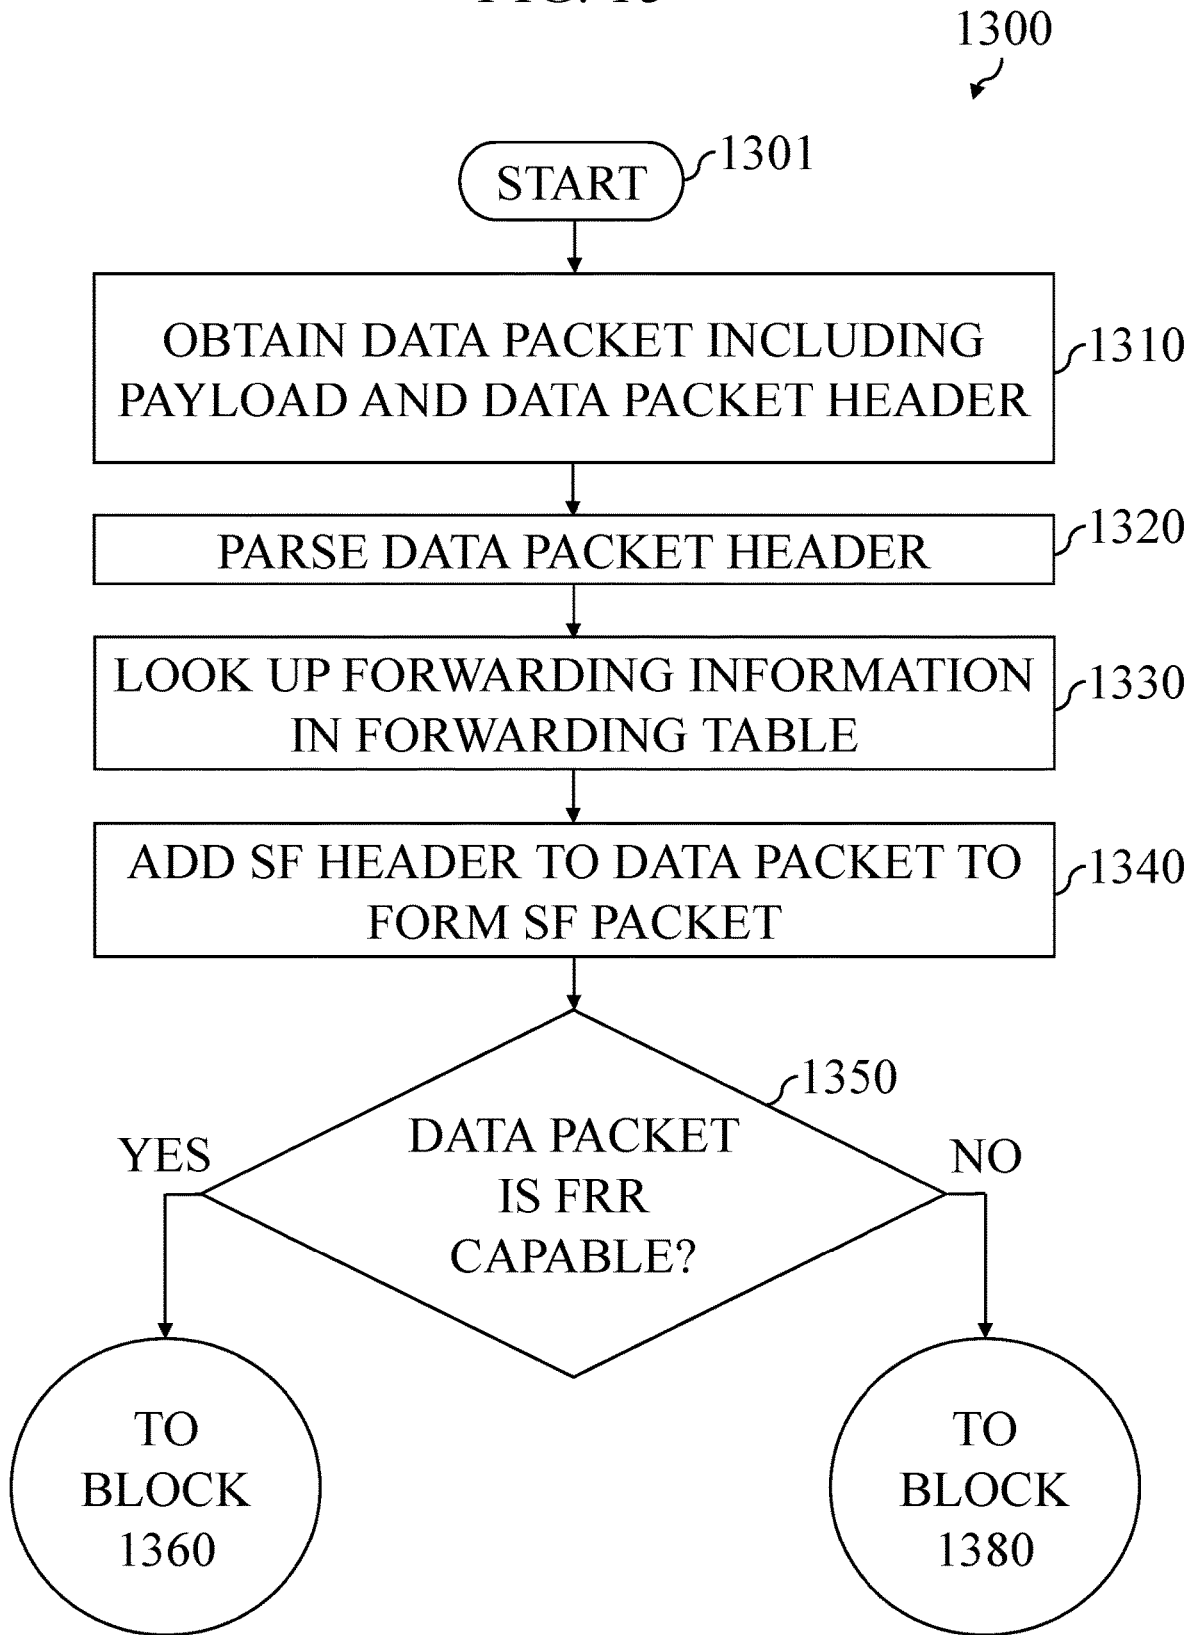 1300
START
1301
OBTAIN DATA PACKET INCLUDING
PAYLOAD AND DATA PACKET HEADER
1310
PARSE DATA PACKET HEADER
1320
LOOK UP FORWARDING INFORMATION
IN FORWARDING TABLE
1330
ADD SF HEADER TO DATA PACKET TO
FORM SF PACKET
1340
1350
DATA PACKET
IS FRR
CAPABLE?
YES
NO
TO
BLOCK
1360
TO
BLOCK
1380